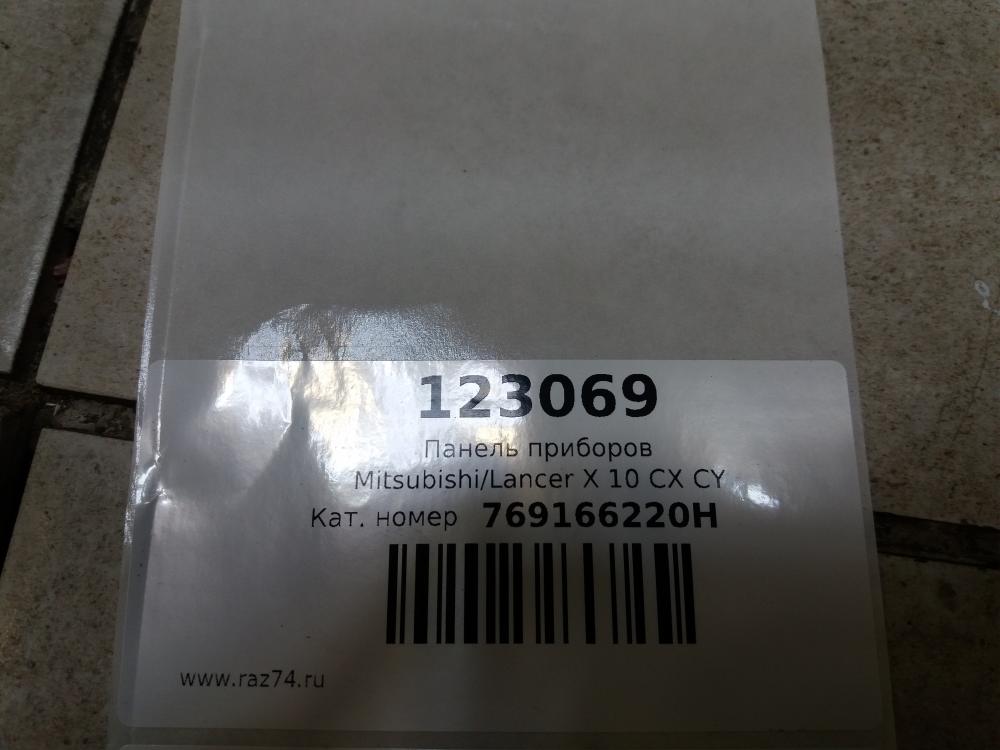 123069
Панель приборов
Mitsubishi/Lancer X 10 CX CY
Кат. номер 769166220H
www.raz74.ru